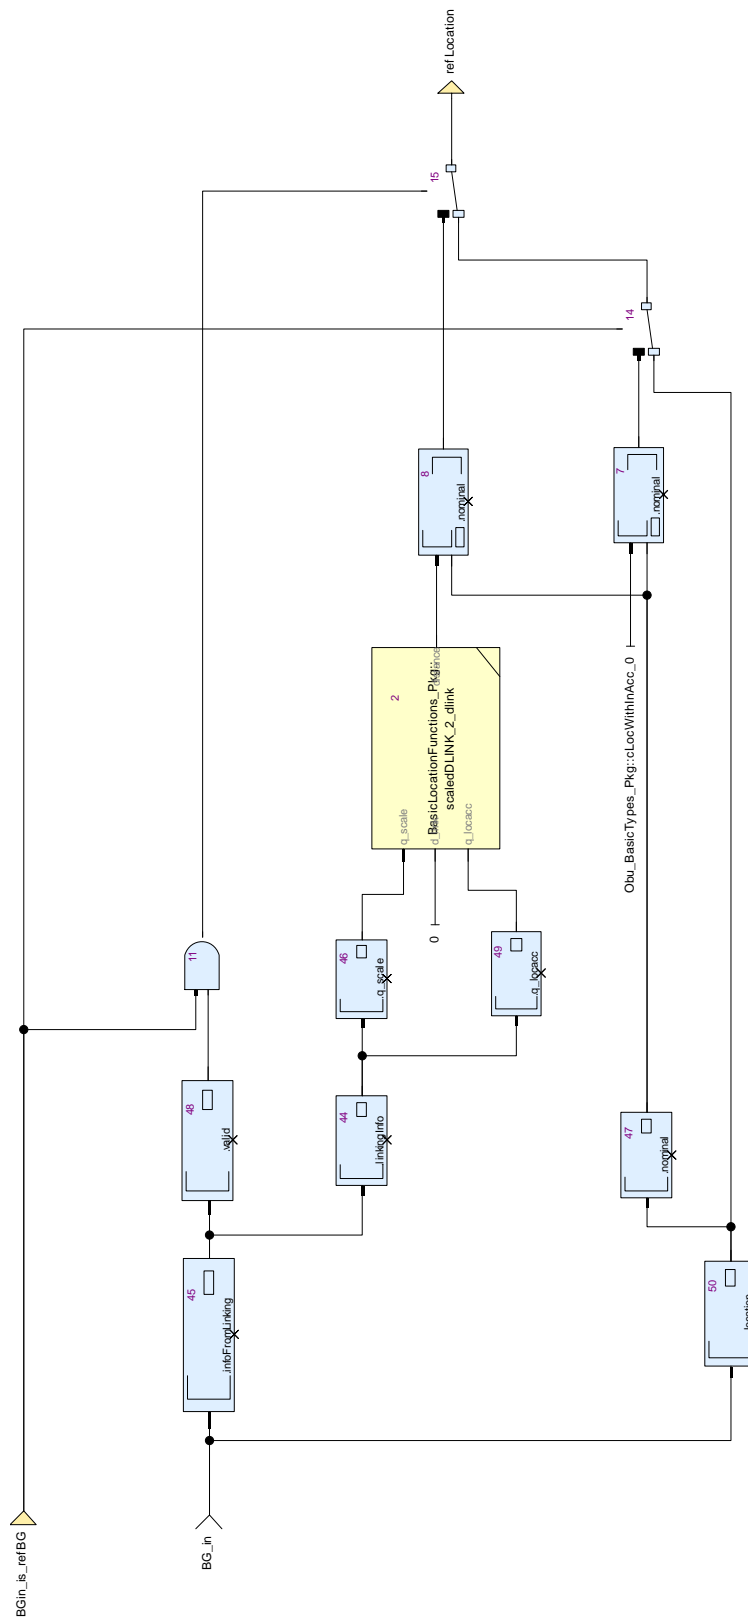 ref Location
15
14
8
.nominal
7
.nominal
2
BasicLocationFunctions_Pkg::
scaledDLINK_2_dlink
q_scale
q_locacc
0
Obu_BasicTypes_Pkg::cLocWithInAcc_0
11
46
.q_scale
49
.q_locacc
48
.valid
44
.linkingInfo
47
.nominal
45
.infoFromLinking
50
BGin_is_refBG
BG_in